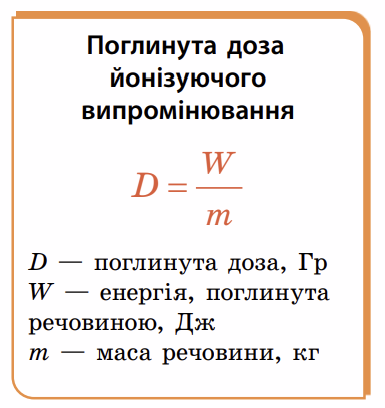 Поглинута доза
йонізуючого
випромінювання
D = W/m
D — поглинута доза, Гр
W — енергія, поглинута
речовиною, Дж
m — маса речовини, кг